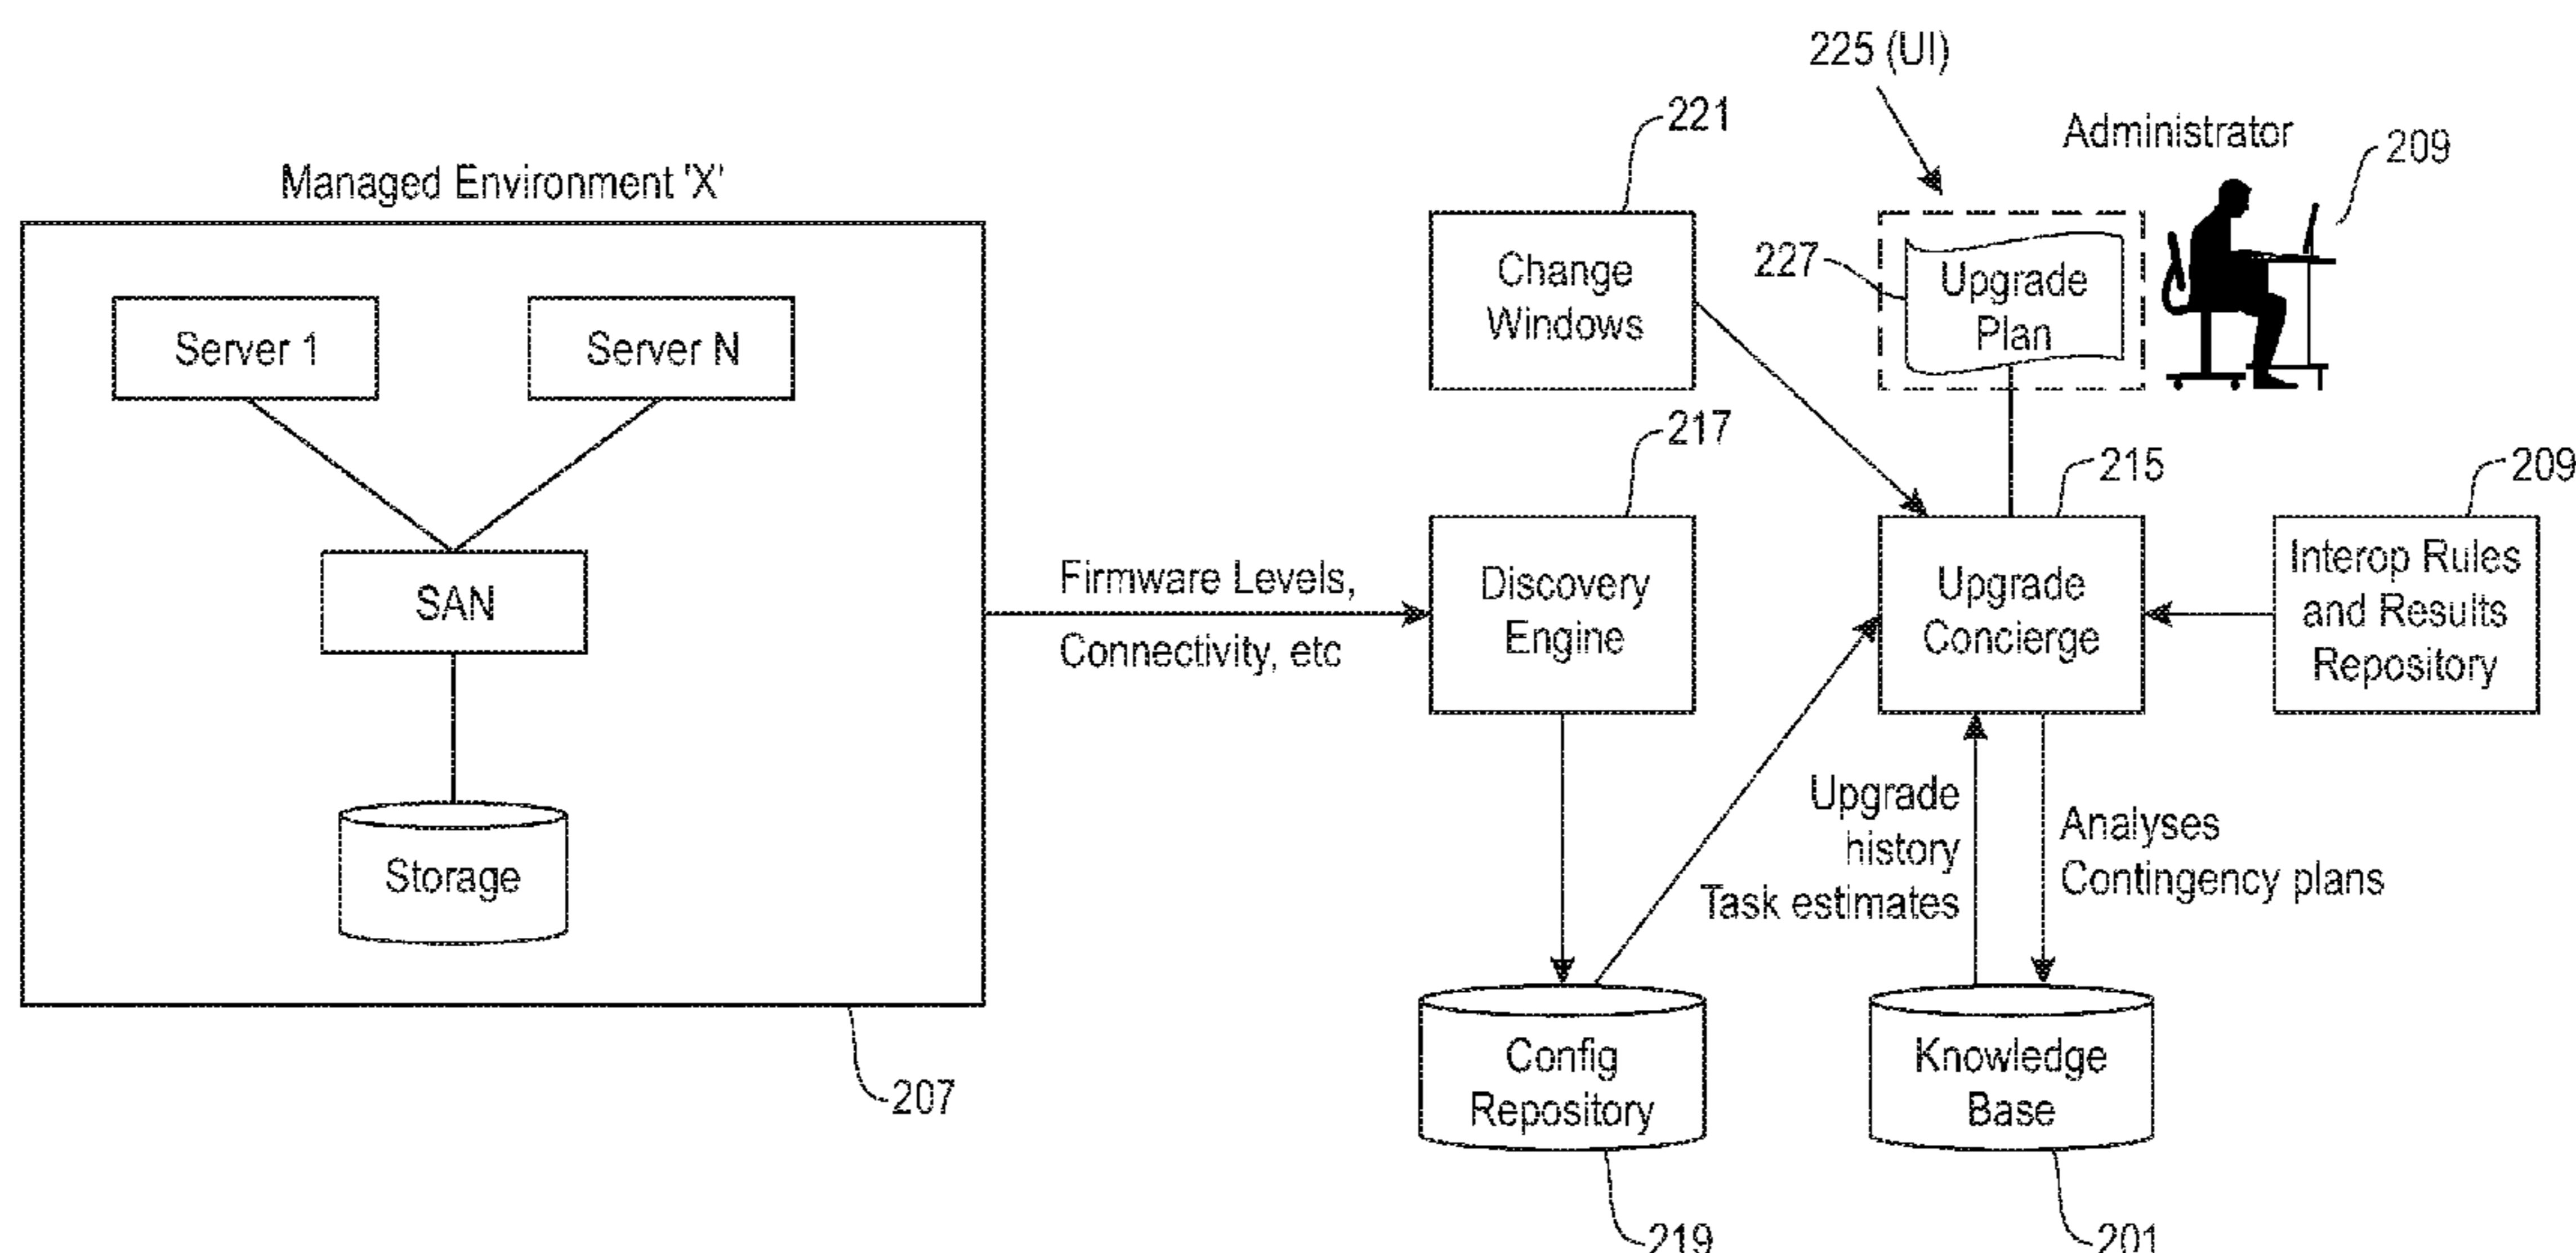 225 (UI)
221
Administrator
209
Managed Environment 'X'
Change
Windows
227
Upgrade
Plan
Server 1
Server N
217
215
209
Firmware Levels,
Connectivity, etc
Discovery
Engine
Upgrade
Concierge
Interop Rules
and Results
Repository
SAN
Upgrade
history
Task estimates
Analyses
Contingency plans
Storage
Config
Repository
Knowledge
Base
207
219
201